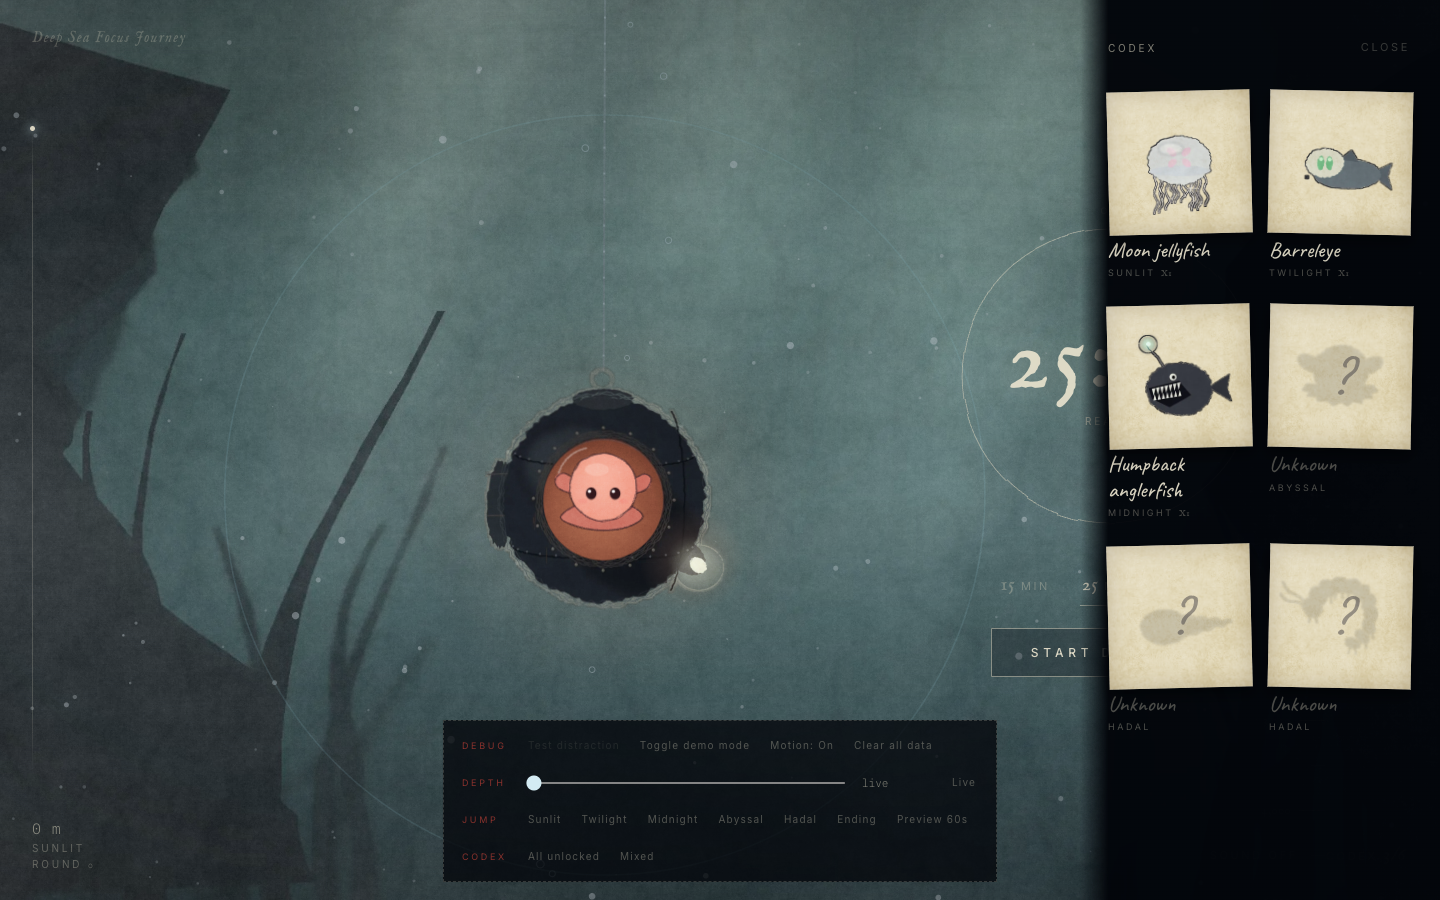 Deep Sea Focus Journey
CODEX
CLOSE
Moon jellyfish
SUNLIT X1
Barreleye
TWILIGHT X1
25:
RE
Humpback
anglerfish
MIDNIGHT X1
?
Unknown
ABYSSAL
15 MIN
25
START
?
Unknown
HADAL
?
Unknown
HADAL
DEBUG Test distraction Toggle demo mode Motion: On Clear all data
DEPTH live Live
JUMP Sunlit Twilight Midnight Abyssal Hadal Ending Preview 60s
CODEX All unlocked Mixed
0 m
SUNLIT
ROUND 0